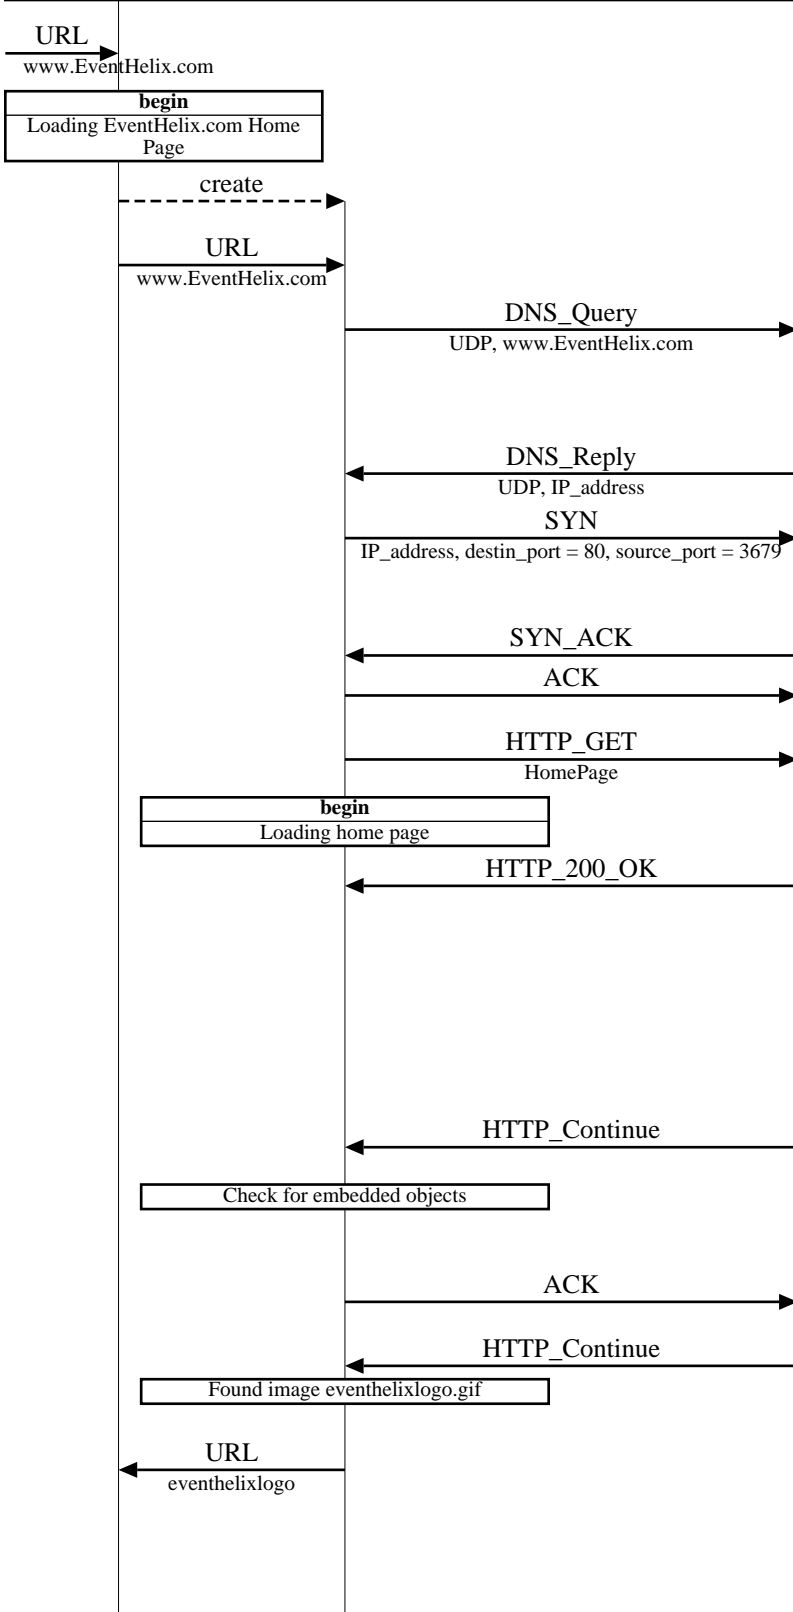 URL
www.EventHelix.com
begin
Loading EventHelix.com Home
Page
create
URL
www.EventHelix.com
DNS_Query
UDP, www.EventHelix.com
DNS_Reply
UDP, IP_address
SYN
IP_address, destin_port = 80, source_port = 3679
SYN_ACK
ACK
HTTP_GET
HomePage
begin
Loading home page
HTTP_200_OK
HTTP_Continue
Check for embedded objects
ACK
HTTP_Continue
Found image eventhelixlogo.gif
URL
eventhelixlogo